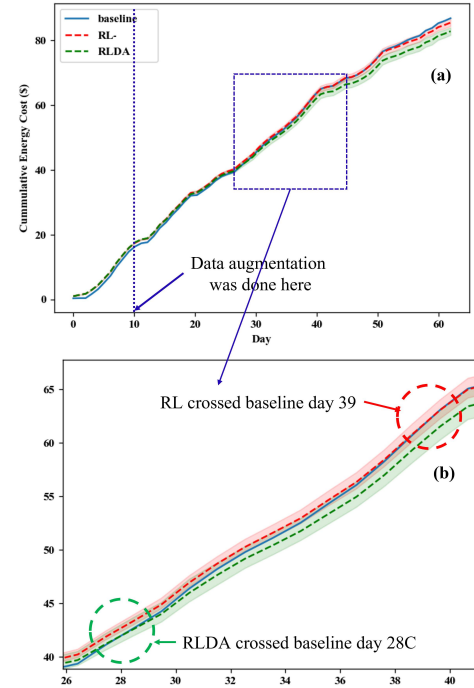 baseline
RL-
RLDA
(a)
80
60
40
20
0
Cummulative Energy Cost ($)
Data augmentation
was done here
0 10 20 30 40 50 60
Day
65
60
55
50
45
40
RL crossed baseline day 39
(b)
RLDA crossed baseline day 28C
26 28 30 32 34 36 38 40